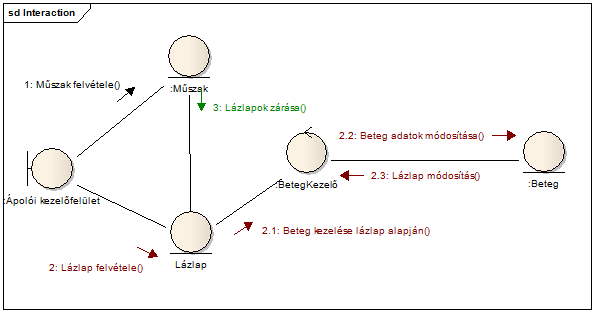 sd Interaction
:Műszak
1: Műszak felvétele()
3: Lázlapok zárása()
2.2: Beteg adatok módosítása()
:Ápolói kezelőfelület
:BetegKezelő
2.3: Lázlap módosítás()
:Beteg
2.1: Beteg kezelése lázlap alapján()
Lázlap
2: Lázlap felvétele()